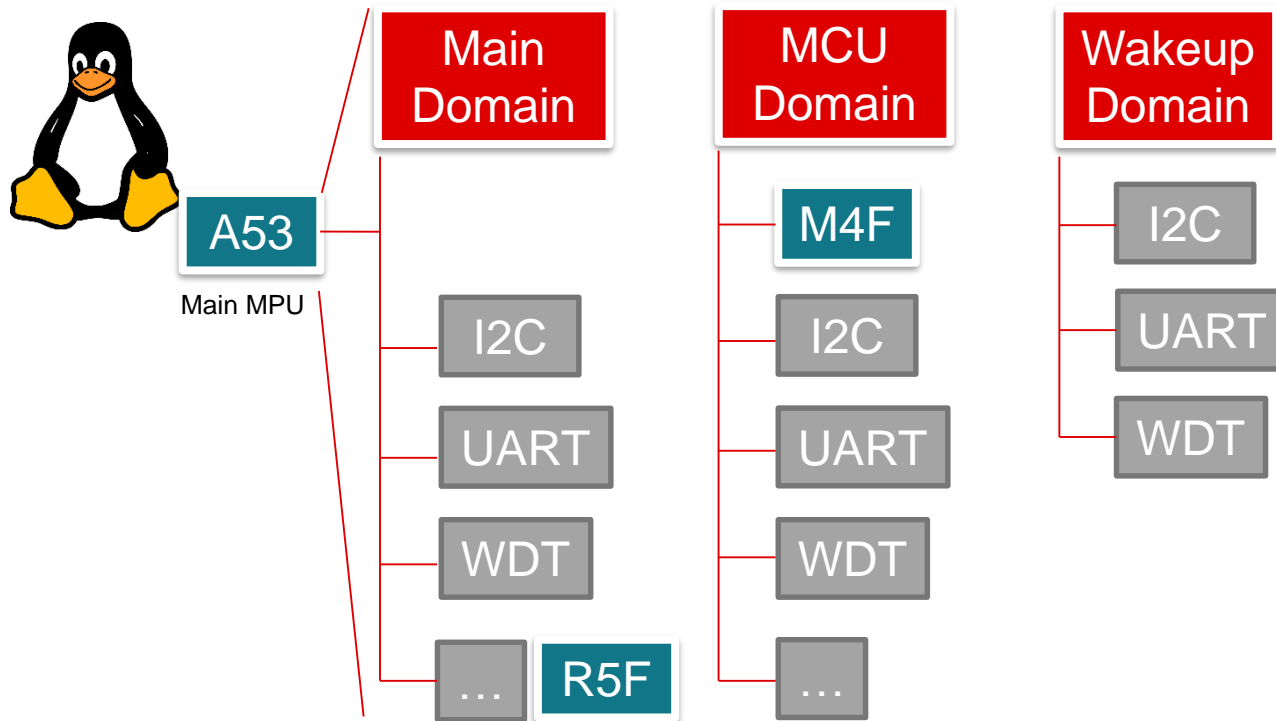 Main
Domain
MCU
Domain
Wakeup
Domain
A53
Main MPU
I2C
UART
WDT
...
R5F
M4F
I2C
UART
WDT
...
I2C
UART
WDT